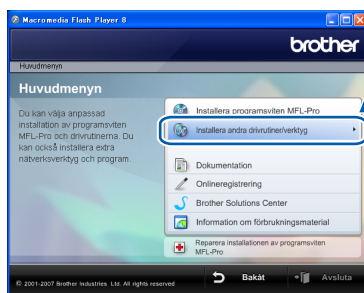 Macromedia Flash Player 8
brother
Huvudmenyn
Huvudmenyn
Du kan välja anpassad
installation av programsviten
MFL-Pro och drivrutinerna. Du
kan också installera extra
nätverksverktyg och program.
Installera programsviten MFL-Pro
Installera andra drivrutiner/verktyg
Dokumentation
Onlineregistrering
Brother Solutions Center
Information om förbrukningsmaterial
Reparera installationen av programsviten
MFL-Pro
© 2001-2007 Brother Industries Ltd. All rights reserved
Bakåt
Avsluta